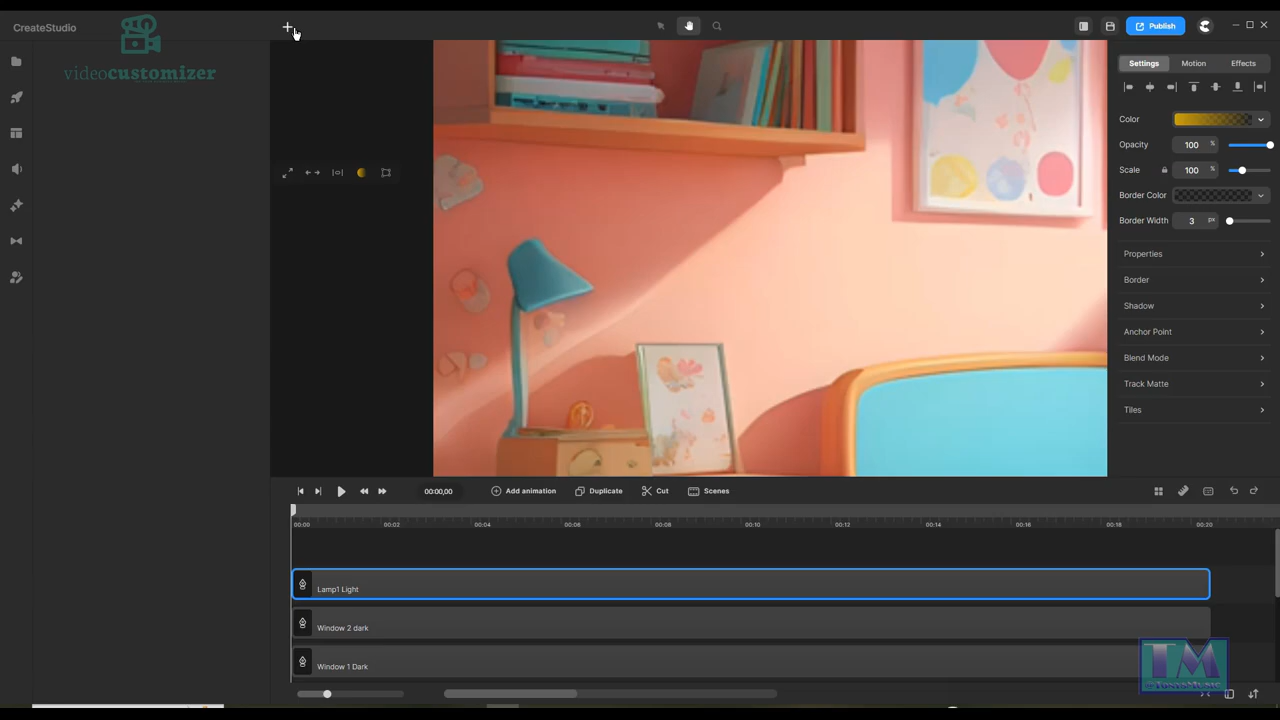 CreateStudio
Publish
videocustomizer
Settings Motion Effects
Color
Opacity 100 %
Scale 100 %
Border Color
Border Width 3 px
Properties
Border
Shadow
Anchor Point
Blend Mode
Track Matte
Tiles
00:00,00 Add animation Duplicate Cut Scenes
00:00 00:02 00:04 00:06 00:08 00:10 00:12 00:14 00:16 00:18 00:20
Lamp1 Light
Window 2 dark
Window 1 Dark
TM